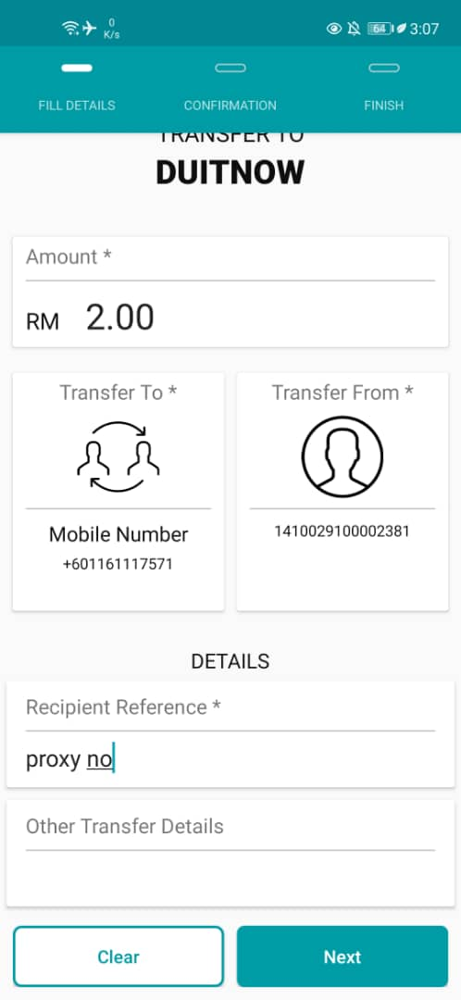 0
K/s
64
3:07
FILL DETAILS
CONFIRMATION
FINISH
TRANSFER TO
DUITNOW
Amount *
RM 2.00
Transfer To *
Transfer From *
Mobile Number
+601161117571
1410029100002381
DETAILS
Recipient Reference *
proxy no
Other Transfer Details
Clear
Next